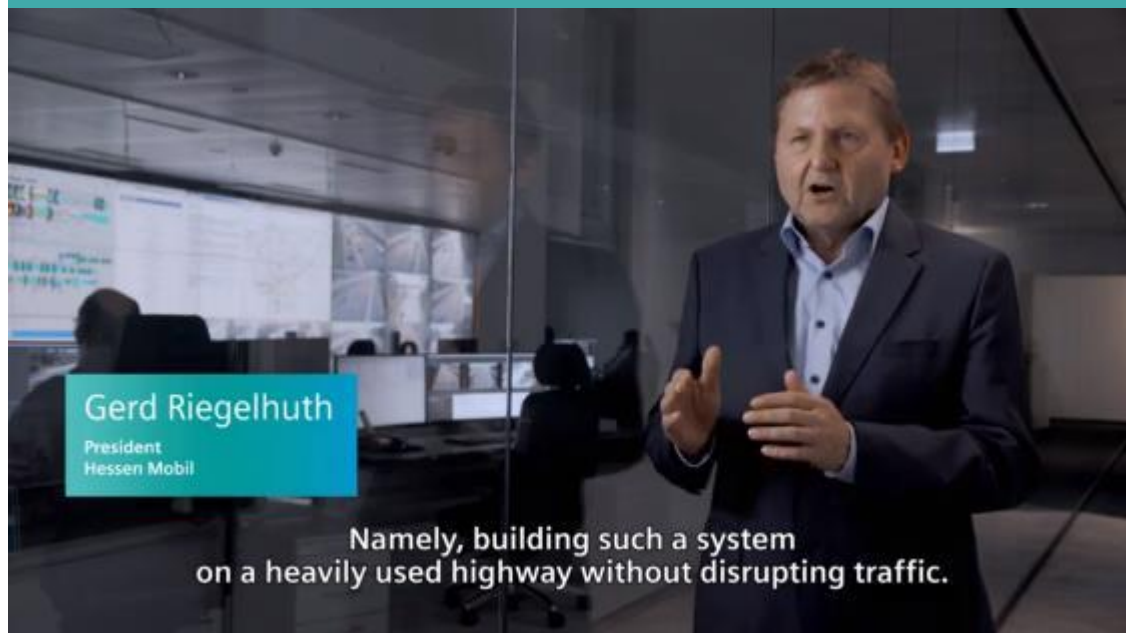 Gerd Riegelhuth
President
Hessen Mobil
Namely, building such a system
on a heavily used highway without disrupting traffic.